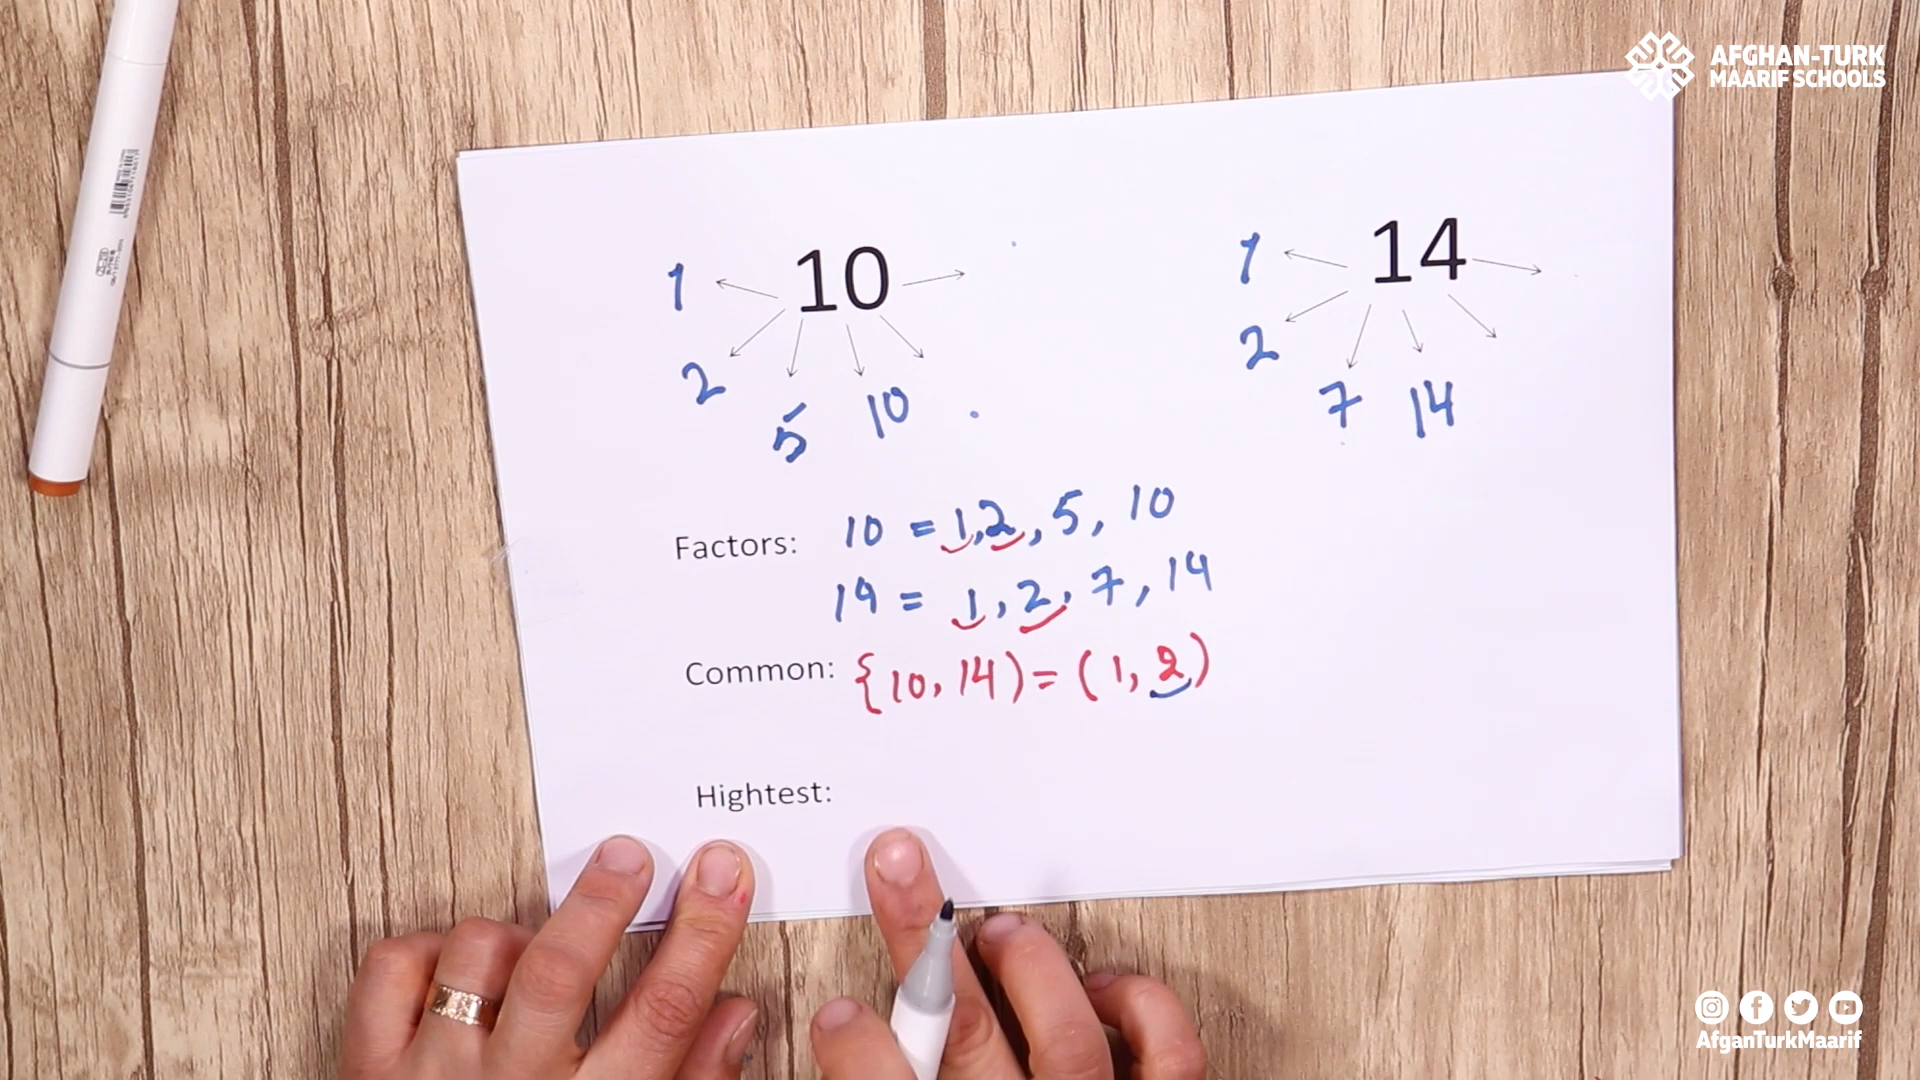 AFGHAN-TURK
MAARIF SCHOOLS
10
1
2
5
10
14
1
2
7
14
Factors: 10 = 1,2, 5, 10
14 = 1, 2, 7, 14
Common: {10, 14) = (1, 2)
Hightest:
AfganTurkMaarif